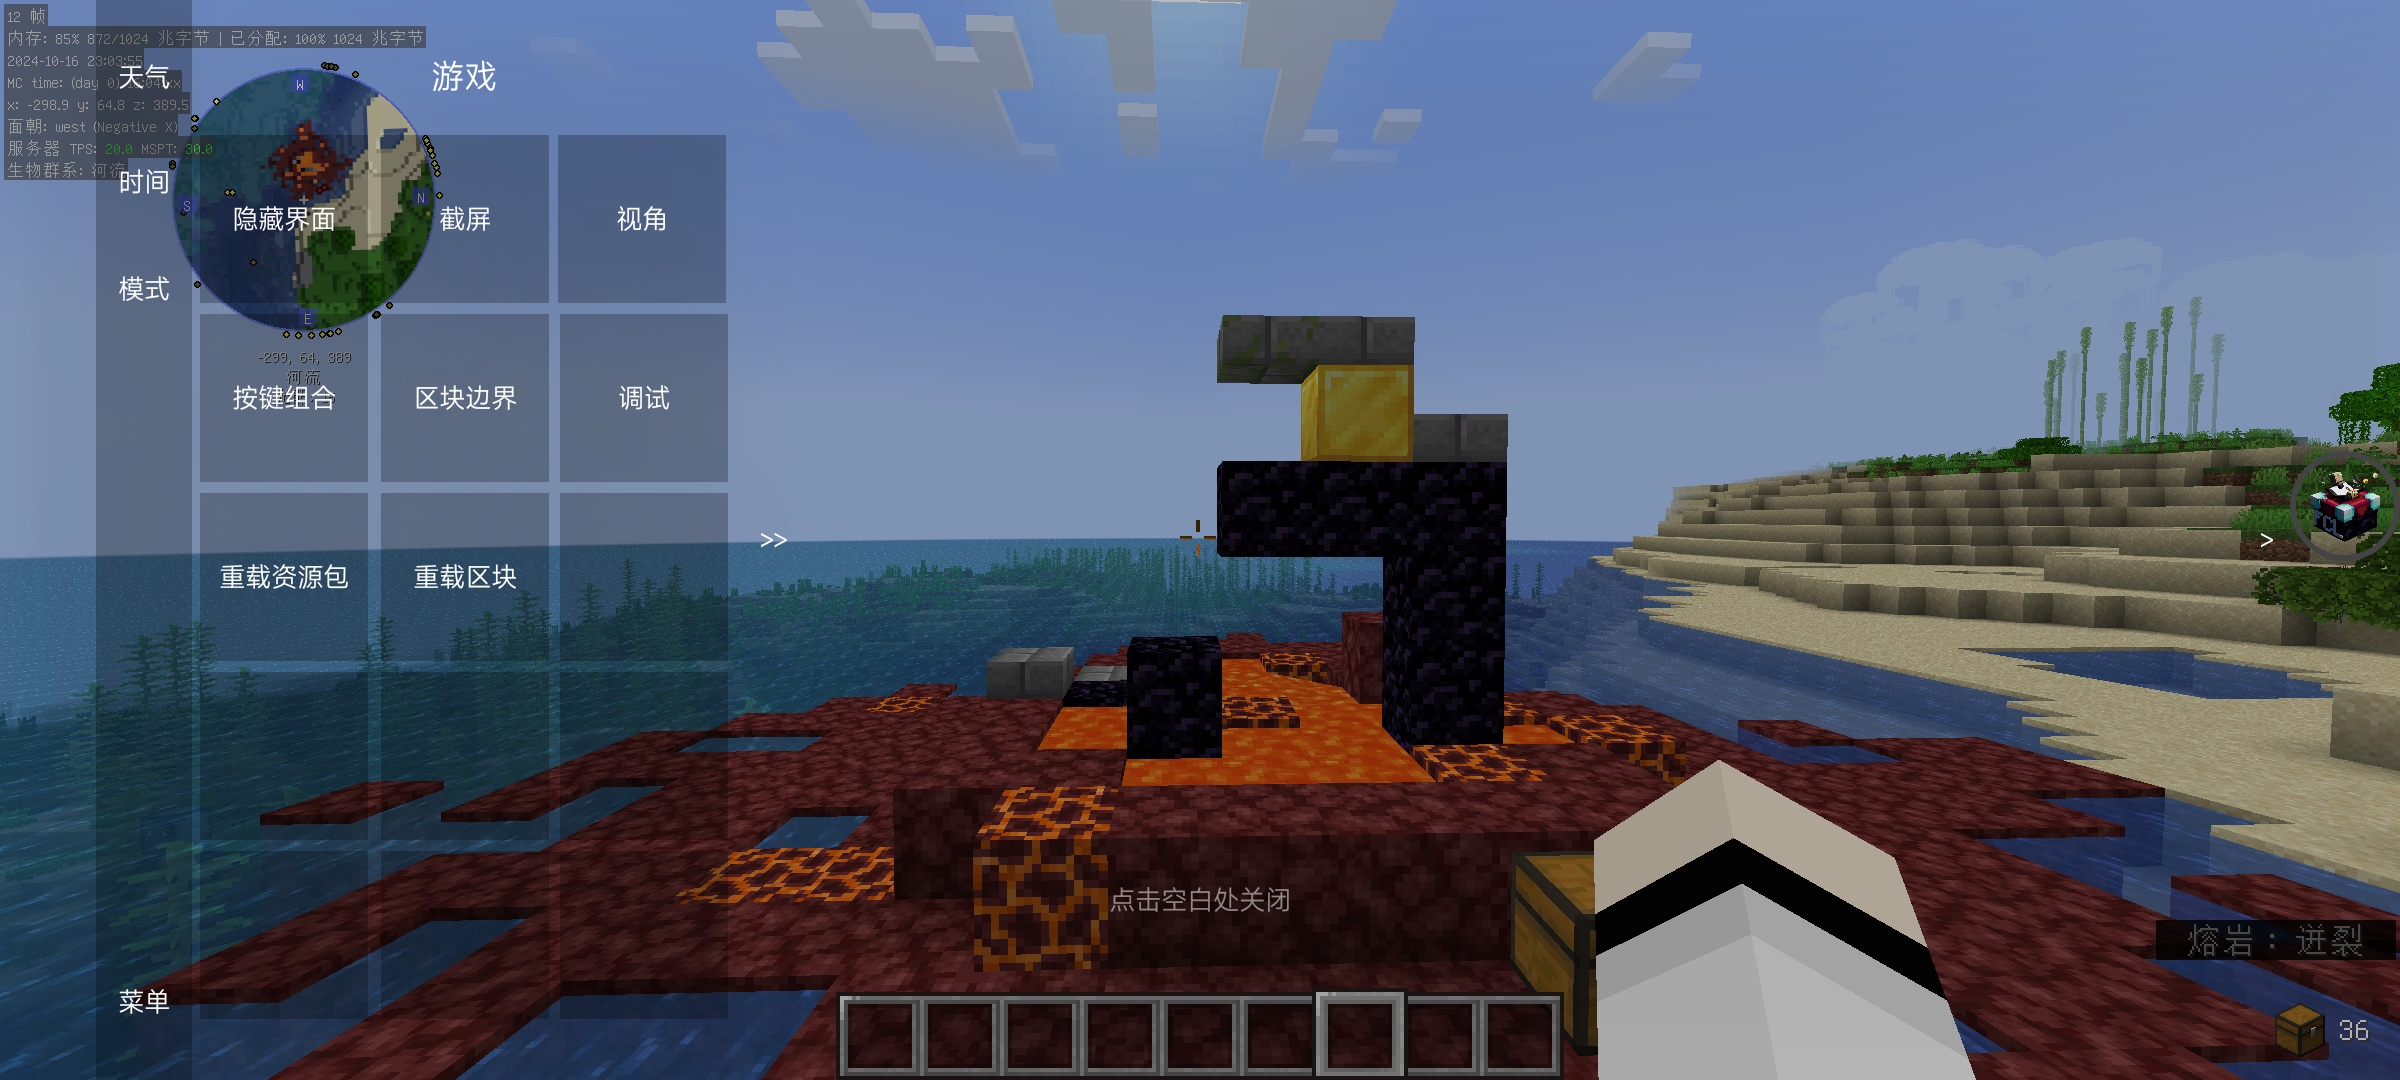 12 帧
内存: 85% 872/1024 兆字节 | 已分配: 100% 1024 兆字节
2024-10-16 23:03:55
MC time: (day 0)
x: -298.9 y: 64.8 z: 389.5
面朝: west (Negative X)
服务器 TPS: 20.0 MSPT: 30.0
生物群系: 河流
天气
时间
模式
菜单
游戏
W
S
N
E
隐藏界面
截屏
视角
-299, 64, 389
河流
按键组合
区块边界
调试
重载资源包
重载区块
>>
>
点击空白处关闭
熔岩：迸裂
36